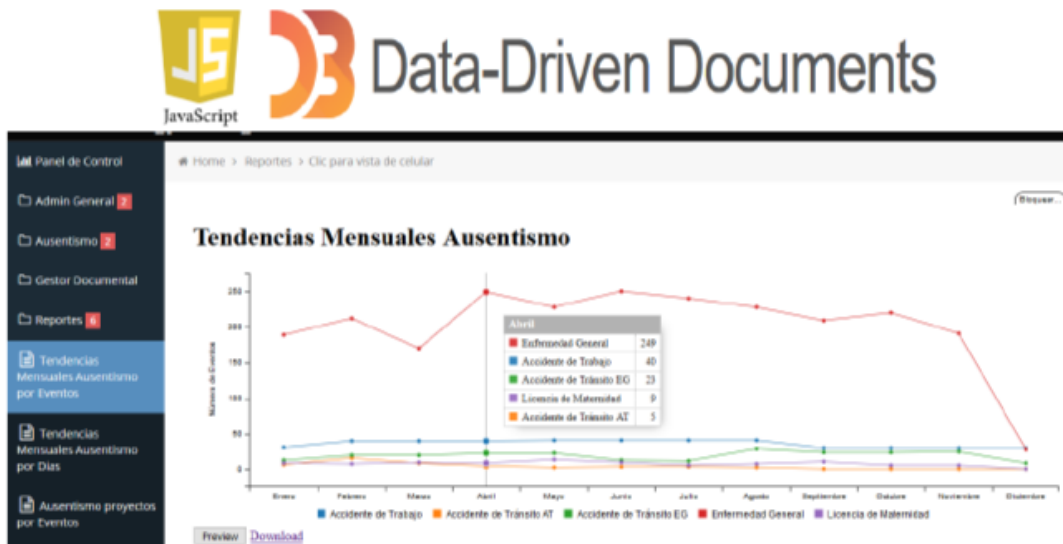 JS
JavaScript
Data-Driven Documents
Panel de Control
Home > Reportes > Clic para vista de celular
Admin General 2
Ausentismo 2
Gestor Documental
Reportes 6
Tendencias
Mensuales Ausentismo
por Eventos
Tendencias
Mensuales Ausentismo
por Días
Ausentismo proyectos
por Eventos
Tendencias Mensuales Ausentismo
Número de Eventos
250
200
150
100
50
0
Abril
Enfermedad General 249
Accidente de Trabajo 40
Accidente de Tránsito EG 23
Licencia de Maternidad 9
Accidente de Tránsito AT 5
Enero Febrero Marzo Abril Mayo Junio Julio Agosto Septiembre Octubre Noviembre Diciembre
Accidente de Trabajo Accidente de Tránsito AT Accidente de Tránsito EG Enfermedad General Licencia de Maternidad
Preview Download